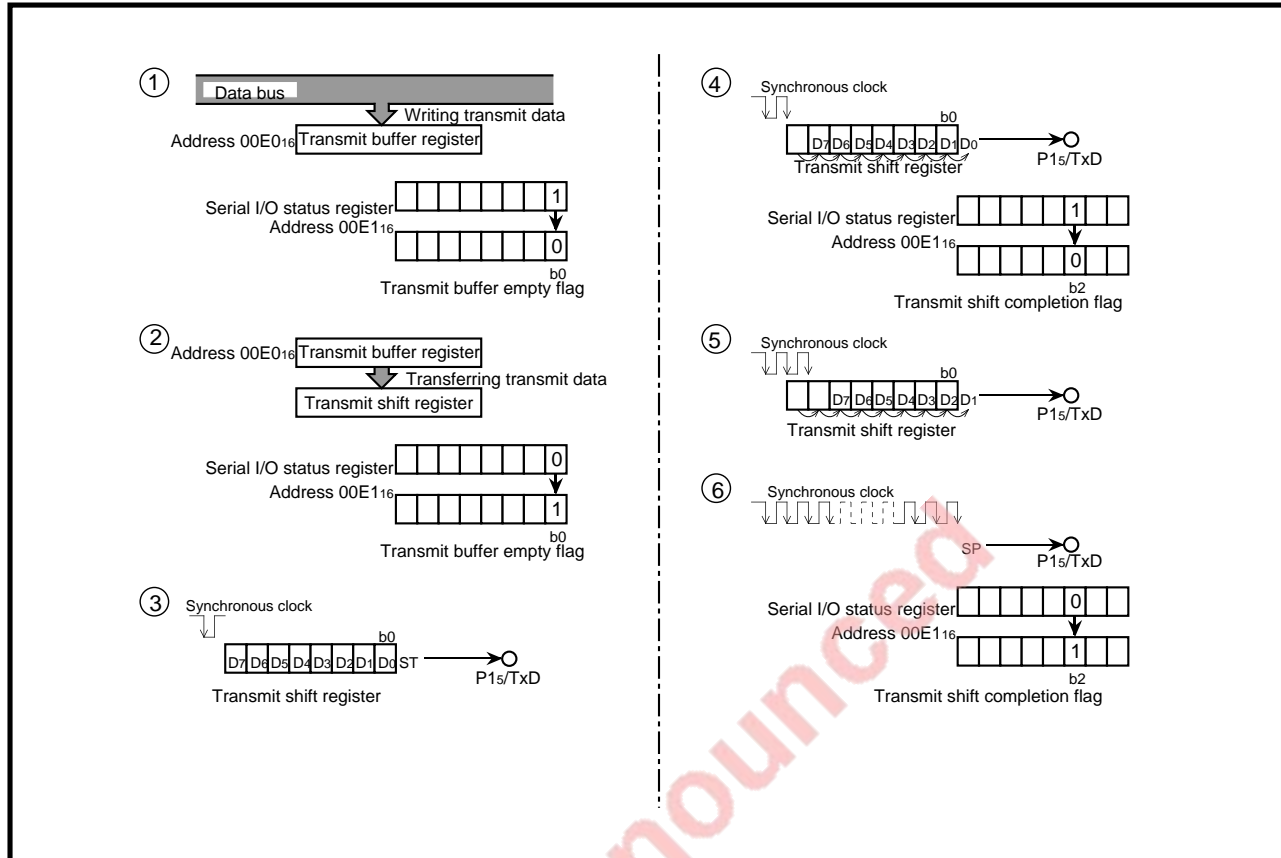 ①
Data bus
Writing transmit data
Address 00E016 Transmit buffer register
Serial I/O status register 1
Address 00E116
0
b0
Transmit buffer empty flag
②
Address 00E016 Transmit buffer register
Transferring transmit data
Transmit shift register
Serial I/O status register 0
Address 00E116
1
b0
Transmit buffer empty flag
③
Synchronous clock
b0
D7 D6 D5 D4 D3 D2 D1 D0 ST
P15/TxD
Transmit shift register
④
Synchronous clock
b0
D7 D6 D5 D4 D3 D2 D1 D0
P15/TxD
Transmit shift register
Serial I/O status register 1
Address 00E116
0
b2
Transmit shift completion flag
⑤
Synchronous clock
b0
D7 D6 D5 D4 D3 D2 D1
P15/TxD
Transmit shift register
⑥
Synchronous clock
SP
P15/TxD
Serial I/O status register 0
Address 00E116
1
b2
Transmit shift completion flag
nounced